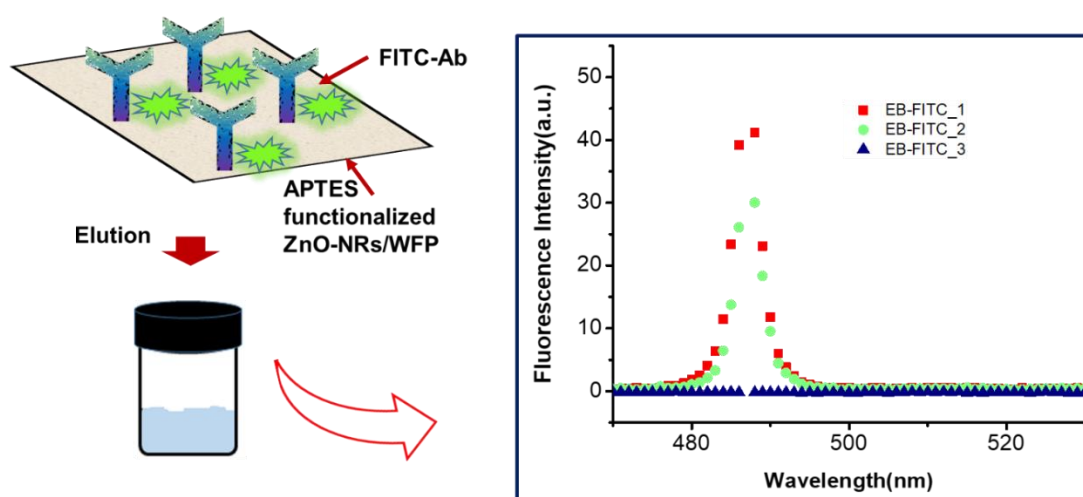 FITC-Ab
APTES
functionalized
ZnO-NRs/WFP
Elution
Fluorescence Intensity(a.u.)
50
40
30
20
10
0
EB-FITC_1
EB-FITC_2
EB-FITC_3
480
500
520
Wavelength(nm)